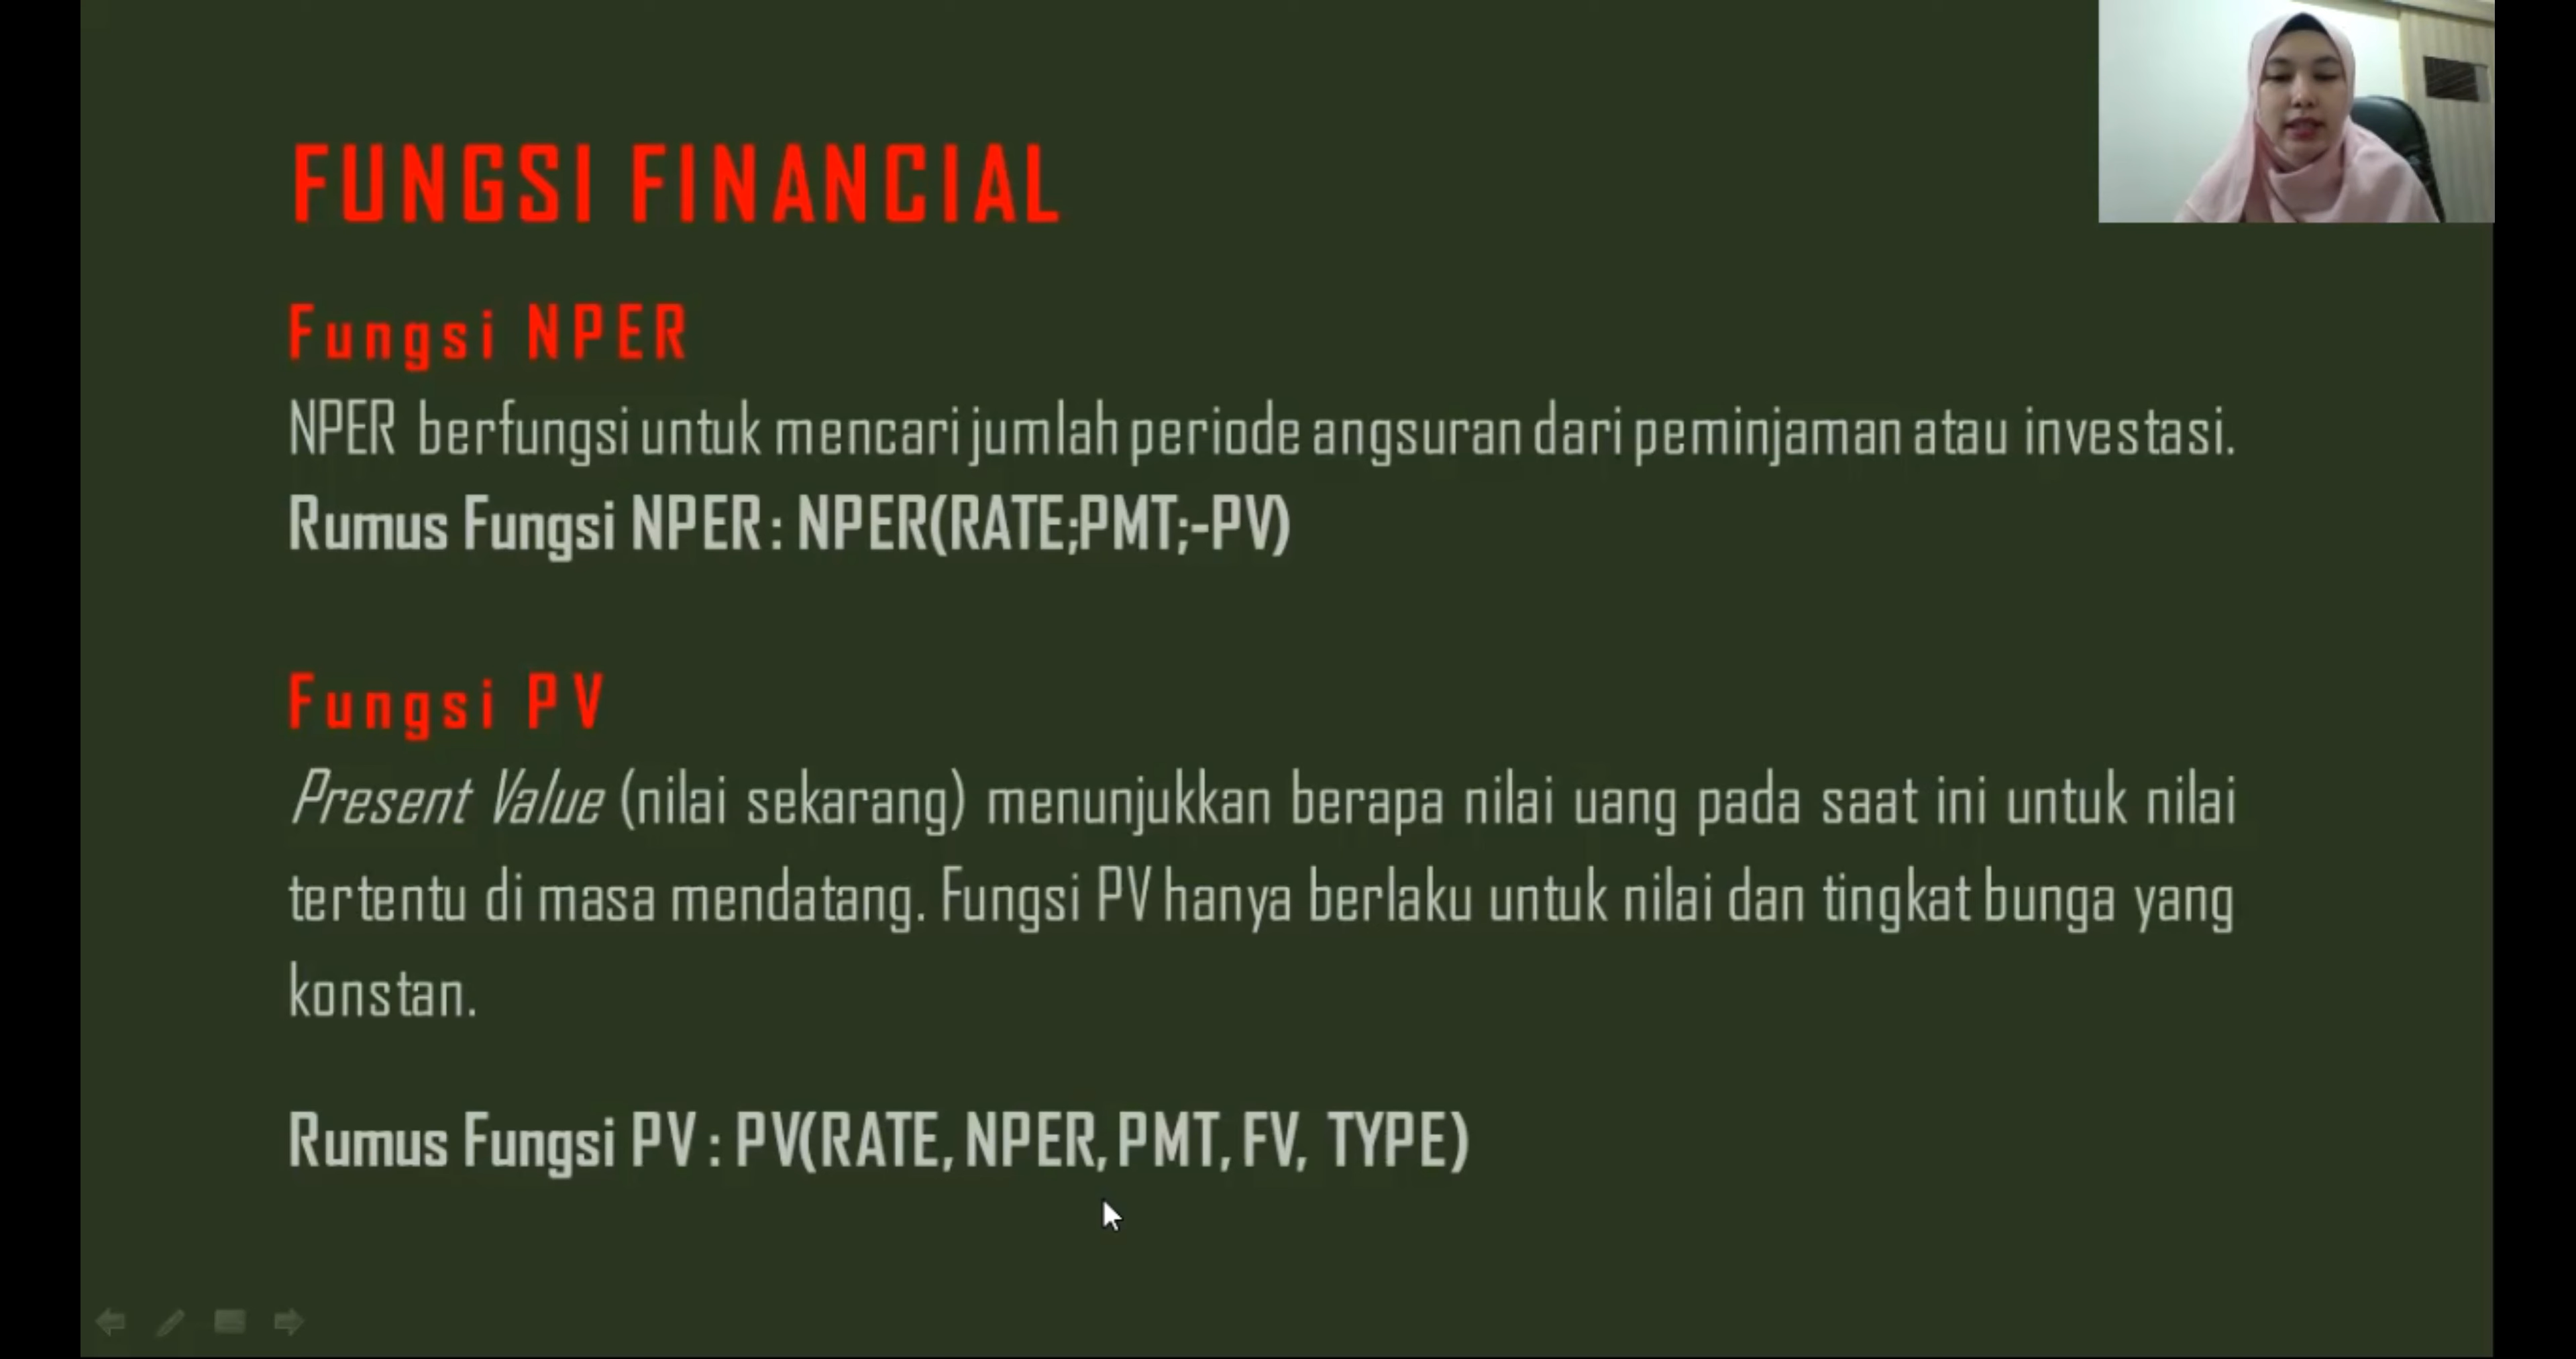 FUNGSI FINANCIAL
Fungsi NPER
NPER berfungsi untuk mencari jumlah periode angsuran dari peminjaman atau investasi.
Rumus Fungsi NPER : NPER(RATE;PMT;-PV)
Fungsi PV
Present Value (nilai sekarang) menunjukkan berapa nilai uang pada saat ini untuk nilai
tertentu di masa mendatang. Fungsi PV hanya berlaku untuk nilai dan tingkat bunga yang
konstan.
Rumus Fungsi PV : PV(RATE, NPER, PMT, FV, TYPE)